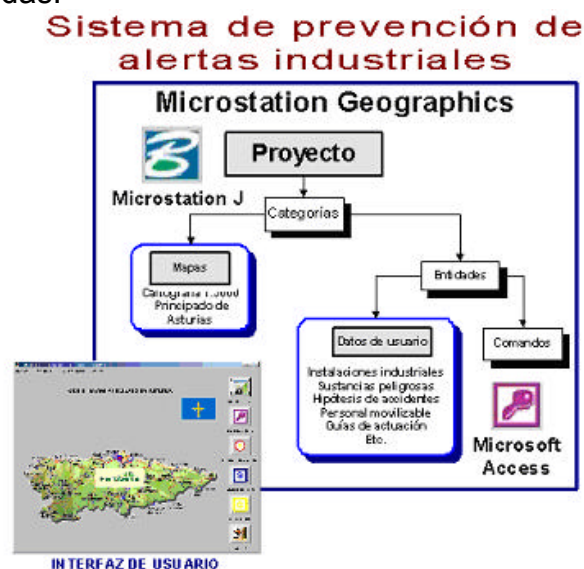 Sistema de prevención de
alertas industriales
Microstation Geographics
Proyecto
Microstation J
Categorías
Mapas
Principado de
Asturias
Entidades
Datos de usuario
Comandos
Instalaciones industriales
Sustancias peligrosas
Hipótesis de accidentes
Personal movilizable
Guías de actuación
Etc.
Microsoft
Access
INTERFAZ DE USUARIO